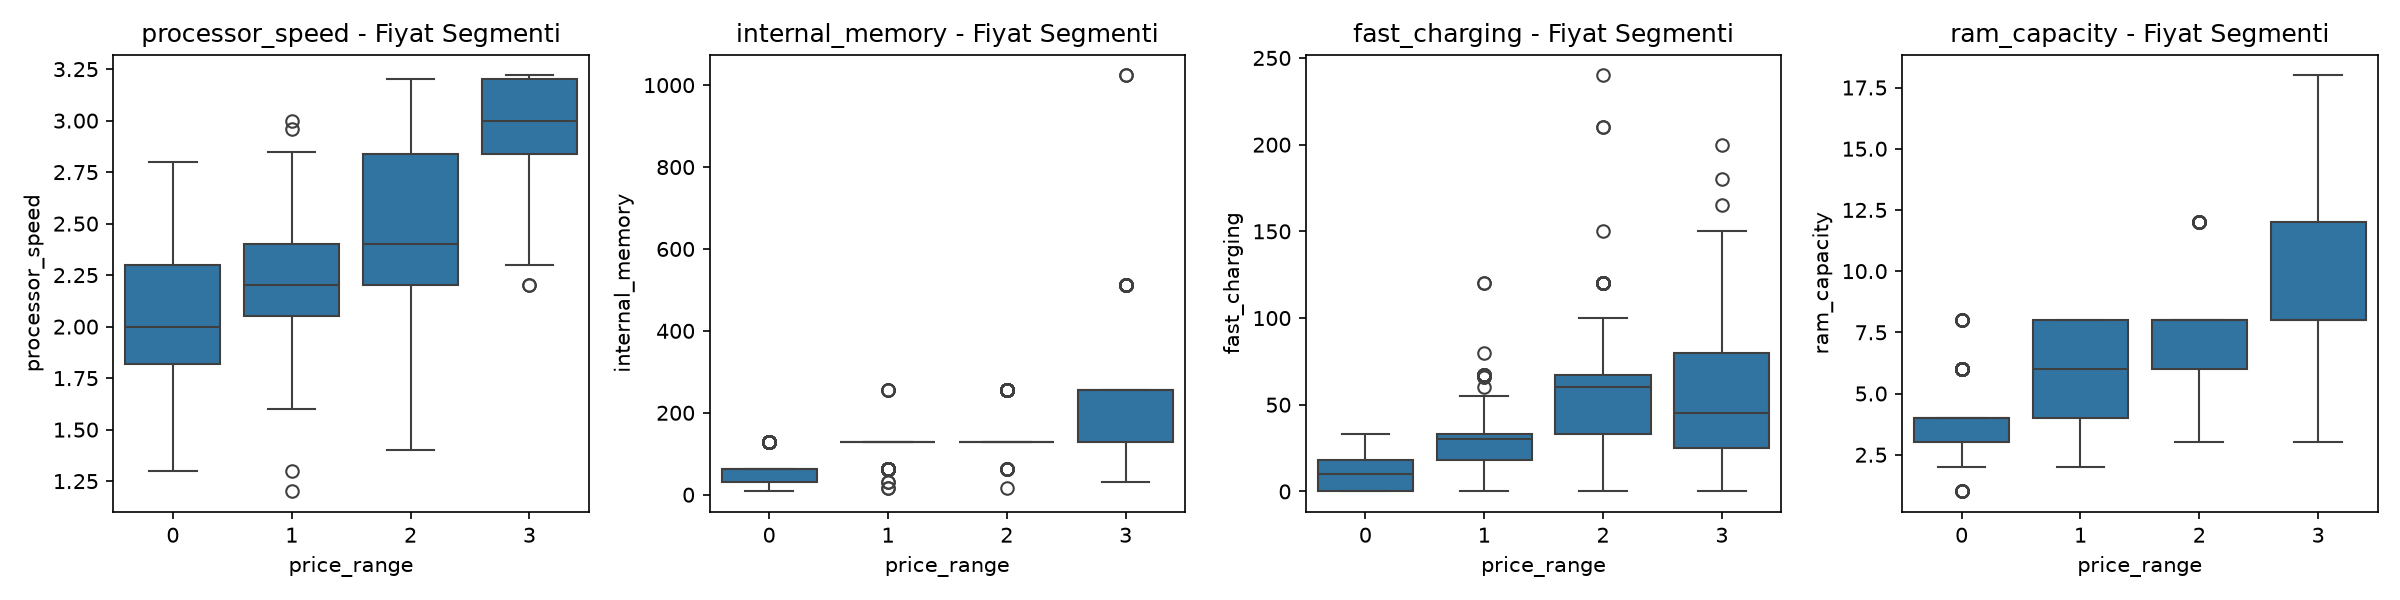 processor_speed - Fiyat Segmenti
processor_speed
3.25
3.00
2.75
2.50
2.25
2.00
1.75
1.50
1.25
0 1 2 3
price_range
internal_memory - Fiyat Segmenti
internal_memory
1000
800
600
400
200
0
0 1 2 3
price_range
fast_charging - Fiyat Segmenti
fast_charging
250
200
150
100
50
0
0 1 2 3
price_range
ram_capacity - Fiyat Segmenti
ram_capacity
17.5
15.0
12.5
10.0
7.5
5.0
2.5
0 1 2 3
price_range